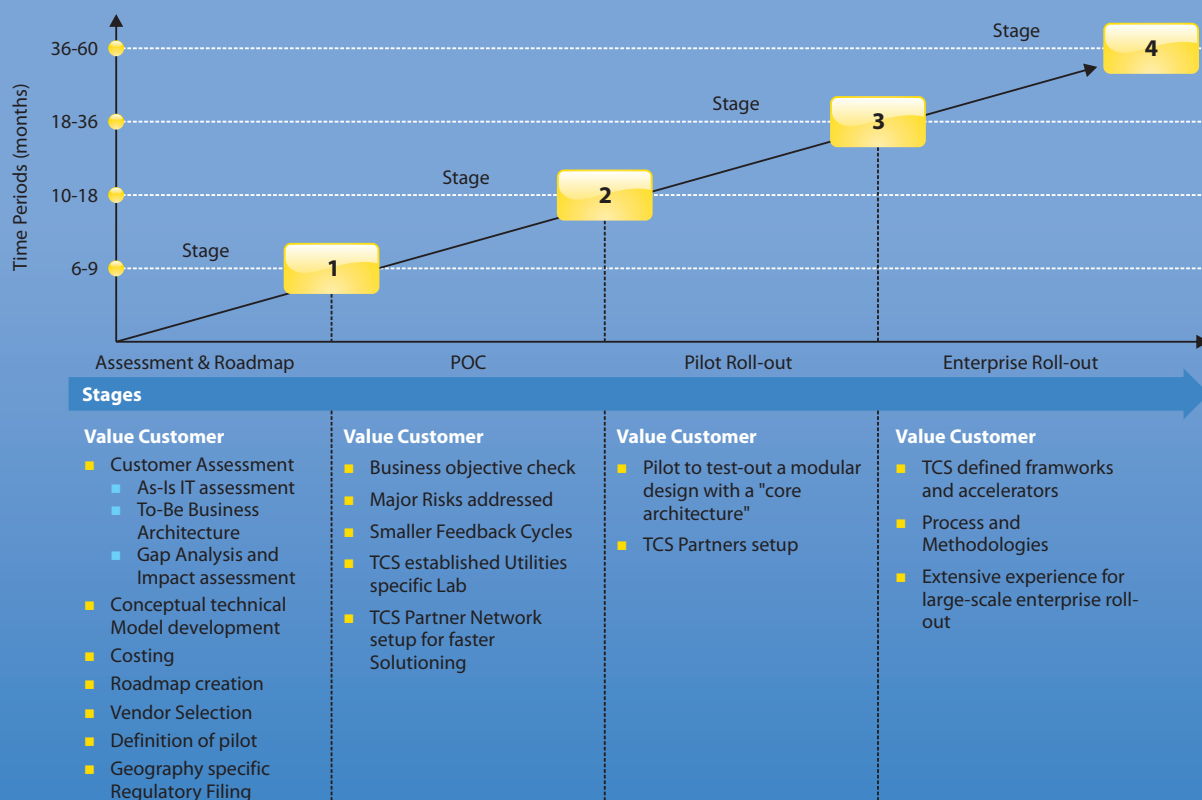 Time Periods (months)
36-60
18-36
10-18
6-9
Stage
1
Stage
2
Stage
3
Stage
4
Assessment & Roadmap
POC
Pilot Roll-out
Enterprise Roll-out
Stages
Value Customer
Customer Assessment
As-Is IT assessment
To-Be Business
Architecture
Gap Analysis and
Impact assessment
Conceptual technical
Model development
Costing
Roadmap creation
Vendor Selection
Definition of pilot
Geography specific
Regulatory Filing
Value Customer
Business objective check
Major Risks addressed
Smaller Feedback Cycles
TCS established Utilities
specific Lab
TCS Partner Network
setup for faster
Solutioning
Value Customer
Pilot to test-out a modular
design with a "core
architecture"
TCS Partners setup
Value Customer
TCS defined framworks
and accelerators
Process and
Methodologies
Extensive experience for
large-scale enterprise roll-
out